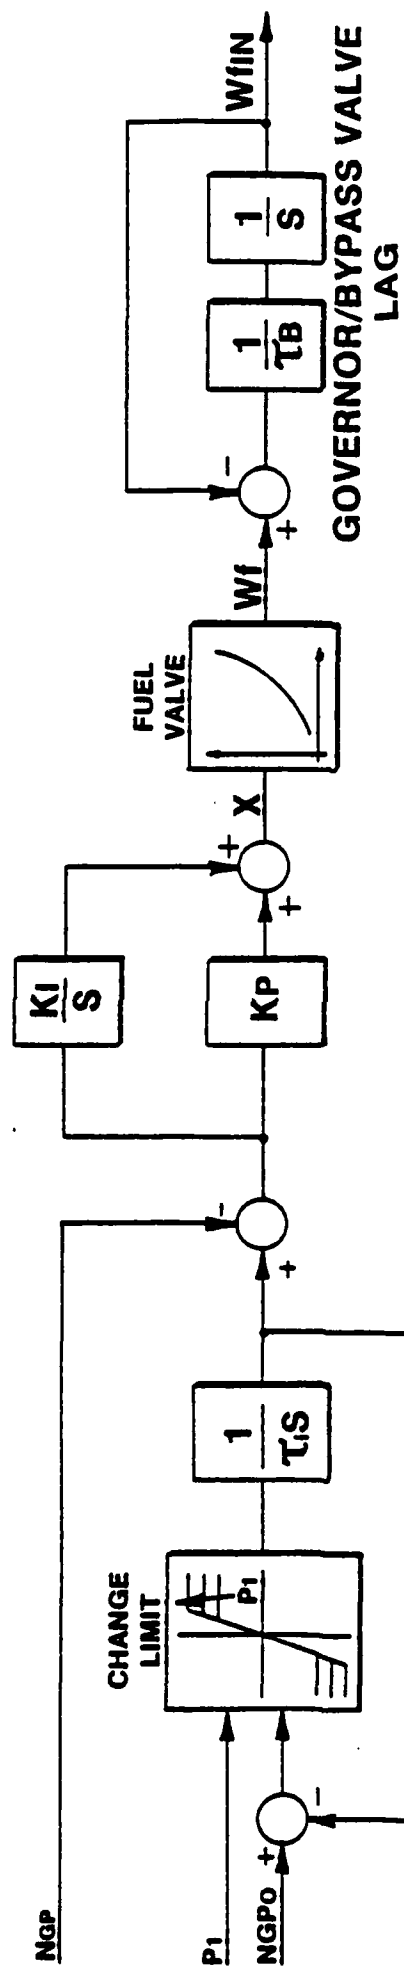 NGP
P1
NGPO
+
-
CHANGE
LIMIT
P1
1
τ1S
+
-
KI
S
KP
+
+
X
FUEL
VALVE
Wf
+
-
1
τB
1
S
WfIN
GOVERNOR/BYPASS VALVE
LAG